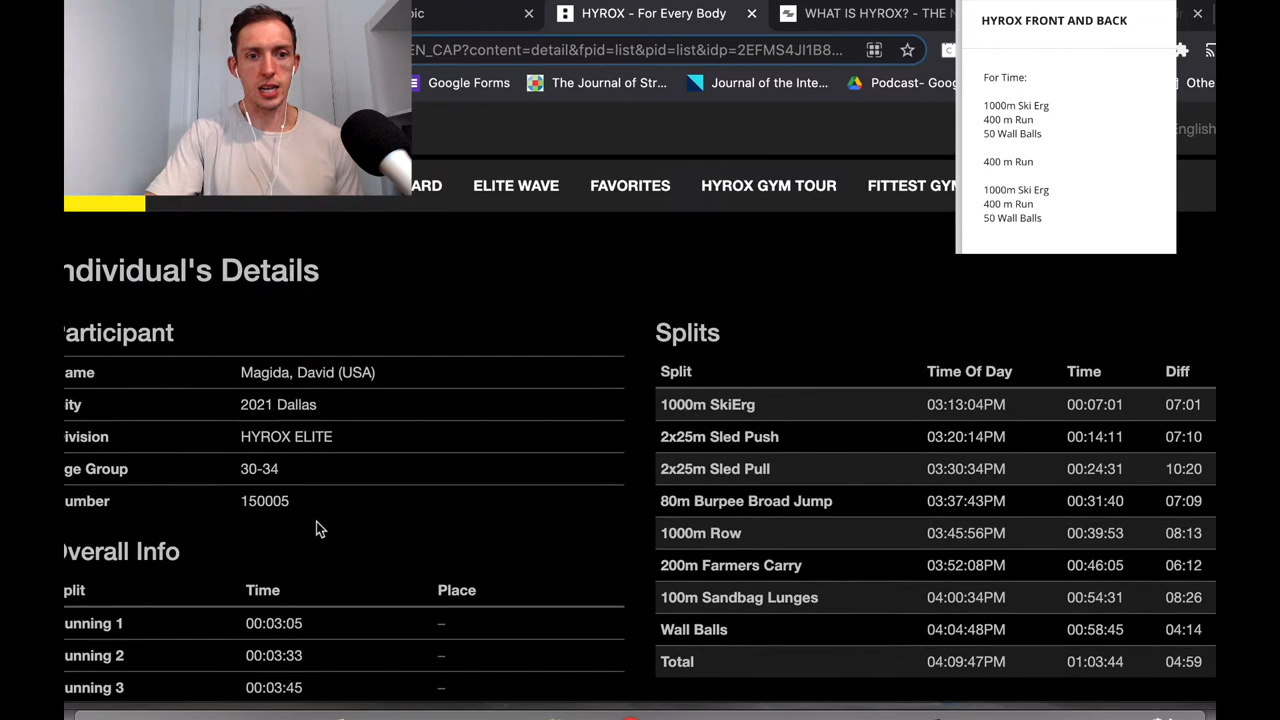 pic
HYROX - For Every Body
WHAT IS HYROX? - THE N
EN_CAP?content=detail&fpid=list&pid=list&idp=2EFMS4JI1B8...
Google Forms
The Journal of Str...
Journal of the Inte...
Podcast- Goog
Othe
English
ARD
ELITE WAVE
FAVORITES
HYROX GYM TOUR
FITTEST GYM
HYROX FRONT AND BACK
For Time:
1000m Ski Erg
400 m Run
50 Wall Balls
400 m Run
1000m Ski Erg
400 m Run
50 Wall Balls
ndividual's Details
articipant
ame Magida, David (USA)
ity 2021 Dallas
ivision HYROX ELITE
ge Group 30-34
umber 150005
Overall Info
plit Time Place
unning 1 00:03:05 –
unning 2 00:03:33 –
unning 3 00:03:45 –
Splits
Split Time Of Day Time Diff
1000m SkiErg 03:13:04PM 00:07:01 07:01
2x25m Sled Push 03:20:14PM 00:14:11 07:10
2x25m Sled Pull 03:30:34PM 00:24:31 10:20
80m Burpee Broad Jump 03:37:43PM 00:31:40 07:09
1000m Row 03:45:56PM 00:39:53 08:13
200m Farmers Carry 03:52:08PM 00:46:05 06:12
100m Sandbag Lunges 04:00:34PM 00:54:31 08:26
Wall Balls 04:04:48PM 00:58:45 04:14
Total 04:09:47PM 01:03:44 04:59